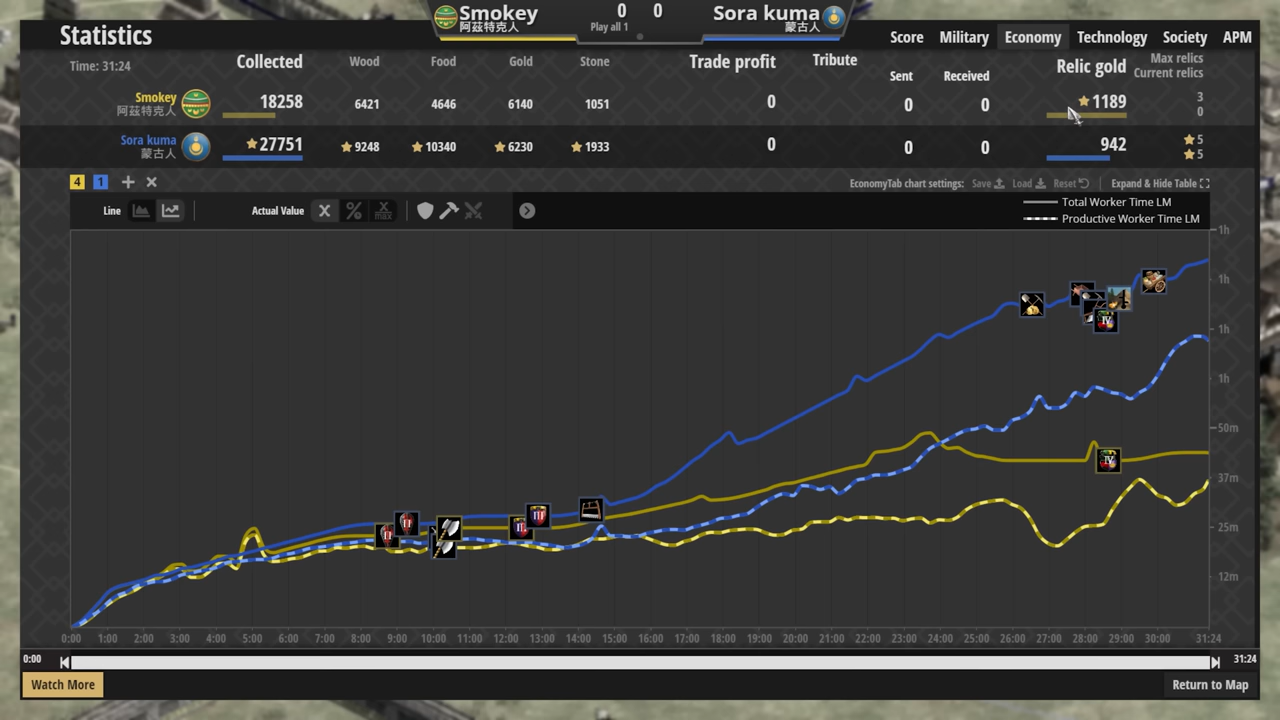 Smokey 0 0 Sora kuma
阿茲特克人 Play all 1 蒙古人
Statistics
Score Military Economy Technology Society APM
Time: 31:24
Collected Wood Food Gold Stone Trade profit Tribute Sent Received Relic gold Max relics
Current relics
Smokey
阿茲特克人
18258 6421 4646 6140 1051 0 0 0 1189 3
0
Sora kuma
蒙古人
27751 9248 10340 6230 1933 0 0 0 942 5
5
4 1 + ×
EconomyTab chart settings: Save Load Reset Expand & Hide Table
Line Actual Value X % X/max
Total Worker Time LM
Productive Worker Time LM
1h
1h
1h
1h
50m
37m
25m
12m
II II III III IV IV
0:00 1:00 2:00 3:00 4:00 5:00 6:00 7:00 8:00 9:00 10:00 11:00 12:00 13:00 14:00 15:00 16:00 17:00 18:00 19:00 20:00 21:00 22:00 23:00 24:00 25:00 26:00 27:00 28:00 29:00 30:00 31:24
0:00 31:24
Watch More Return to Map